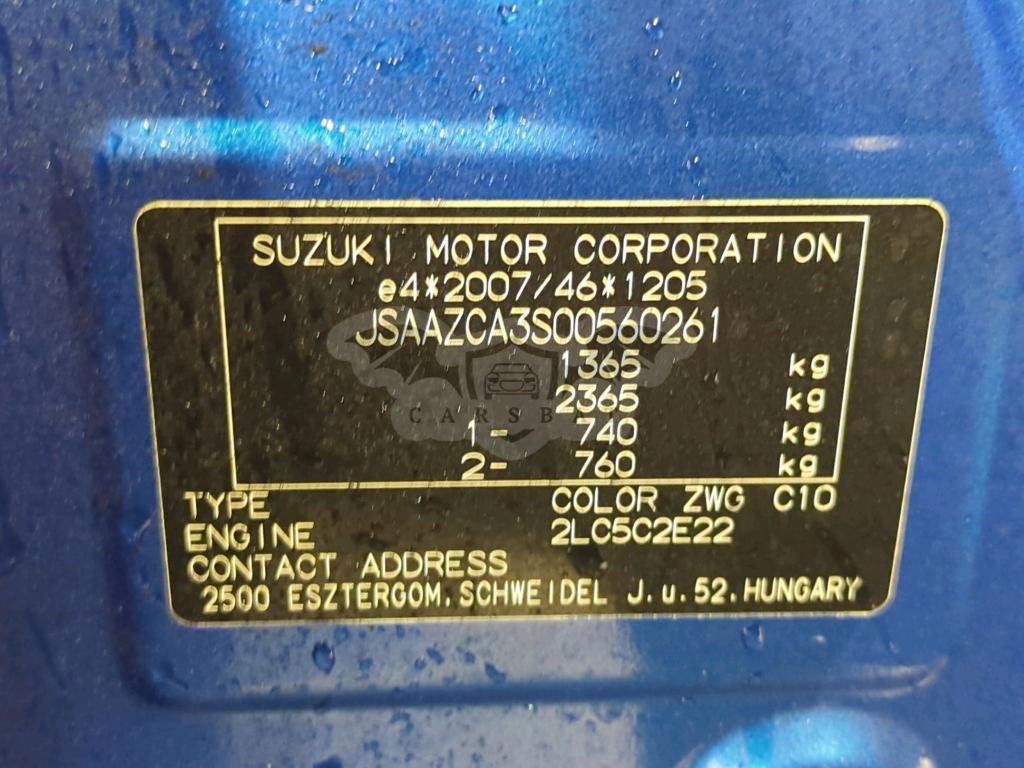 SUZUKI MOTOR CORPORATION
e4*2007/46*1205
JSAAZCA3S00560261
1365 kg
2365 kg
1- 740 kg
2- 760 kg
TYPE COLOR ZWG C10
ENGINE 2LC5C2E22
CONTACT ADDRESS
2500 ESZTERGOM, SCHWEIDEL J. u. 52. HUNGARY